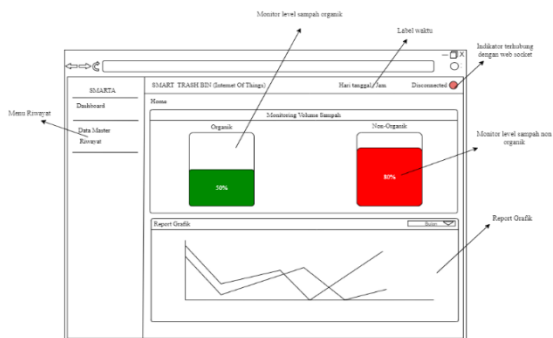 Monitor level sampah organik
Label waktu
Indikator terhubung
dengan web socket
SMARTA
SMART TRASH BIN (Internet Of Things)
Hari tanggal, Jam
Disconnected
Dashboard
Home
Menu Riwayat
Data Master
Riwayat
Monitoring Volume Sampah
Organik
Non-Organik
50%
80%
Monitor level sampah non
organik
Report Grafik
Report Grafik